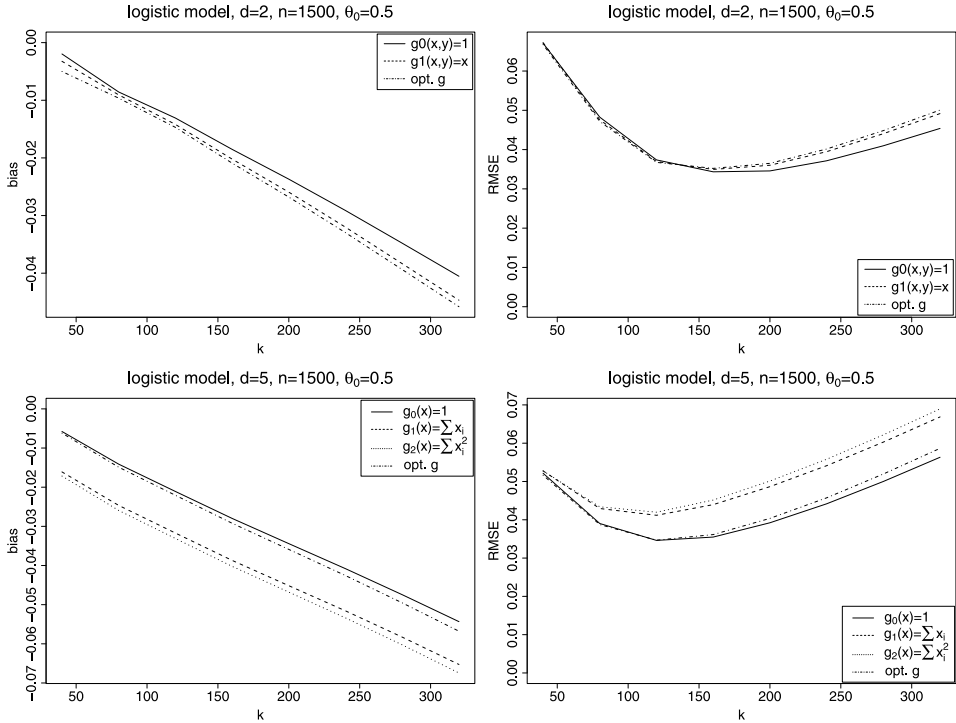 logistic model, d=2, n=1500, θ₀=0.5
bias
0.00
−0.01
−0.02
−0.03
−0.04
g0(x,y)=1
g1(x,y)=x
opt. g
50 100 150 200 250 300
k
logistic model, d=2, n=1500, θ₀=0.5
RMSE
0.06
0.05
0.04
0.03
0.02
0.01
0.00
g0(x,y)=1
g1(x,y)=x
opt. g
50 100 150 200 250 300
k
logistic model, d=5, n=1500, θ₀=0.5
bias
0.00
−0.01
−0.02
−0.03
−0.04
−0.05
−0.06
−0.07
g₀(x)=1
g₁(x)=∑ xᵢ
g₂(x)=∑ xᵢ²
opt. g
50 100 150 200 250 300
k
logistic model, d=5, n=1500, θ₀=0.5
RMSE
0.07
0.06
0.05
0.04
0.03
0.02
0.01
0.00
g₀(x)=1
g₁(x)=∑ xᵢ
g₂(x)=∑ xᵢ²
opt. g
50 100 150 200 250 300
k